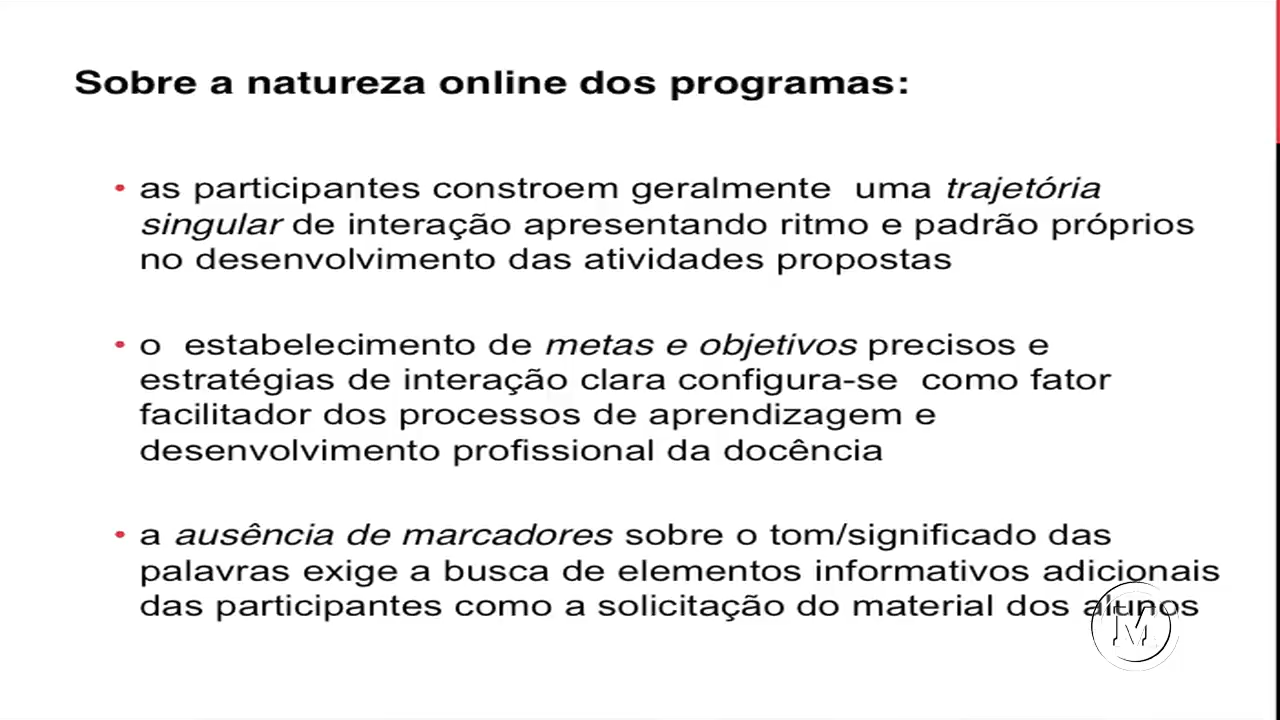 Sobre a natureza online dos programas:
• as participantes constroem geralmente uma trajetória
singular de interação apresentando ritmo e padrão próprios
no desenvolvimento das atividades propostas
• o estabelecimento de metas e objetivos precisos e
estratégias de interação clara configura-se como fator
facilitador dos processos de aprendizagem e
desenvolvimento profissional da docência
• a ausência de marcadores sobre o tom/significado das
palavras exige a busca de elementos informativos adicionais
das participantes como a solicitação do material dos alunos
M